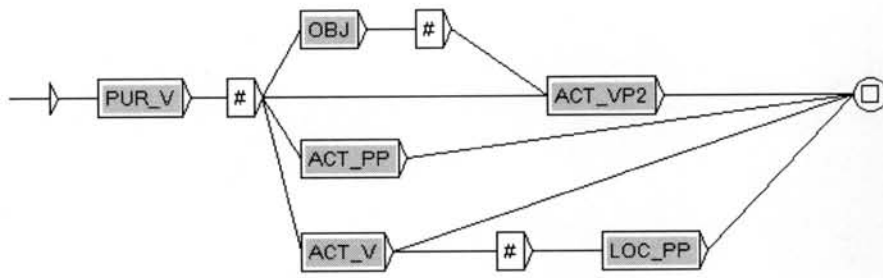 OBJ #
PUR_V # ACT_VP2
ACT_PP
ACT_V # LOC_PP